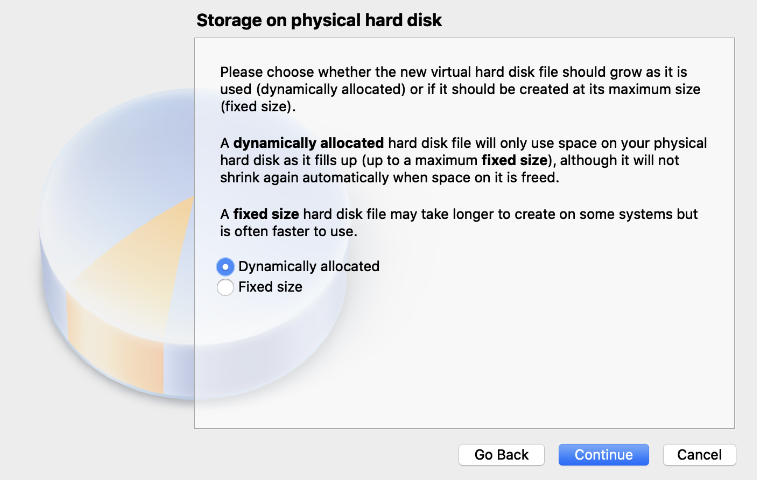 Storage on physical hard disk
Please choose whether the new virtual hard disk file should grow as it is
used (dynamically allocated) or if it should be created at its maximum size
(fixed size).
A dynamically allocated hard disk file will only use space on your physical
hard disk as it fills up (up to a maximum fixed size), although it will not
shrink again automatically when space on it is freed.
A fixed size hard disk file may take longer to create on some systems but
is often faster to use.
Dynamically allocated
Fixed size
Go Back Continue Cancel